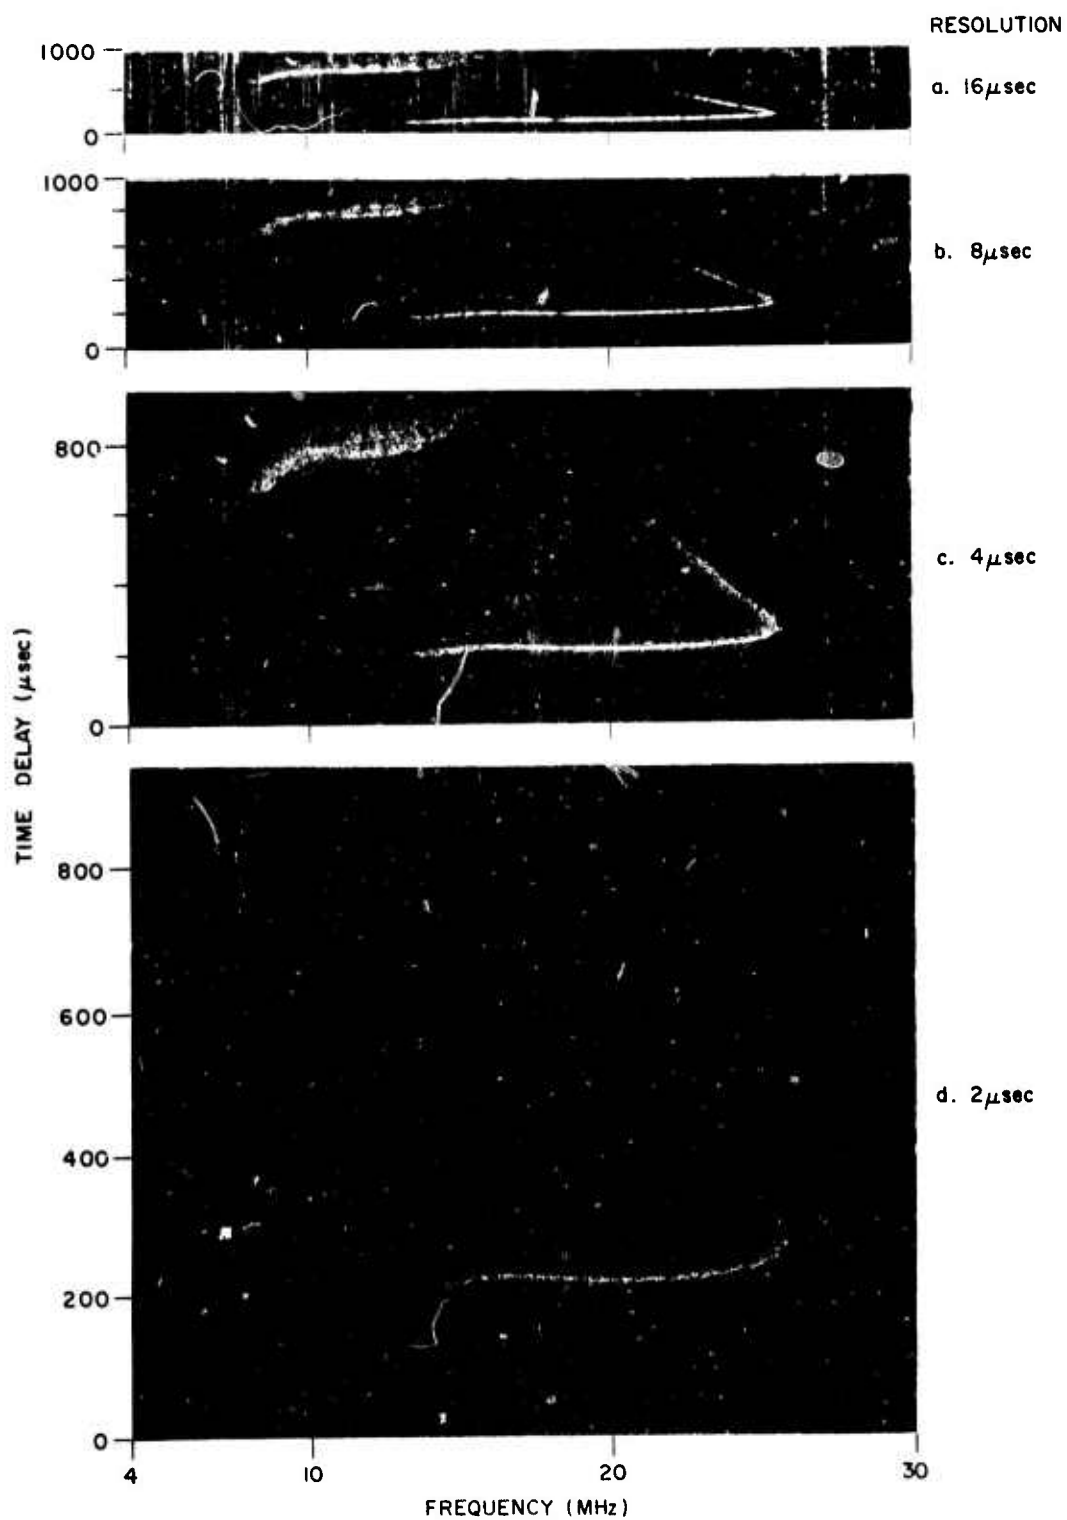 RESOLUTION
1000
0
a. 16μsec
1000
0
b. 8μsec
800
0
c. 4μsec
TIME DELAY (μsec)
800
600
400
200
0
d. 2μsec
4 10 20 30
FREQUENCY (MHz)